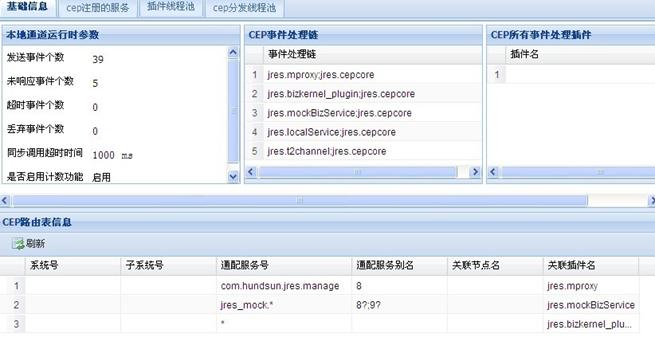 基础信息 cep注册的服务 插件线程池 cep分发线程池
本地通道运行时参数
发送事件个数 39
未响应事件个数 5
超时事件个数 0
丢弃事件个数 0
同步调用超时时间 1000 ms
是否启用计数功能 启用
CEP事件处理链
事件处理链
1 jres.mproxy;jres.cepcore
2 jres.bizkernel_plugin;jres.cepcore
3 jres.mockBizService;jres.cepcore
4 jres.localService;jres.cepcore
5 jres.t2channel;jres.cepcore
CEP所有事件处理插件
插件名
1
CEP路由表信息
刷新
系统号 子系统号 通配服务号 通配服务别名 关联节点名 关联插件名
1 com.hundsun.jres.manage 8 jres.mproxy
2 jres_mock.* 8?;9? jres.mockBizService
3 * jres.bizkernel_plu...